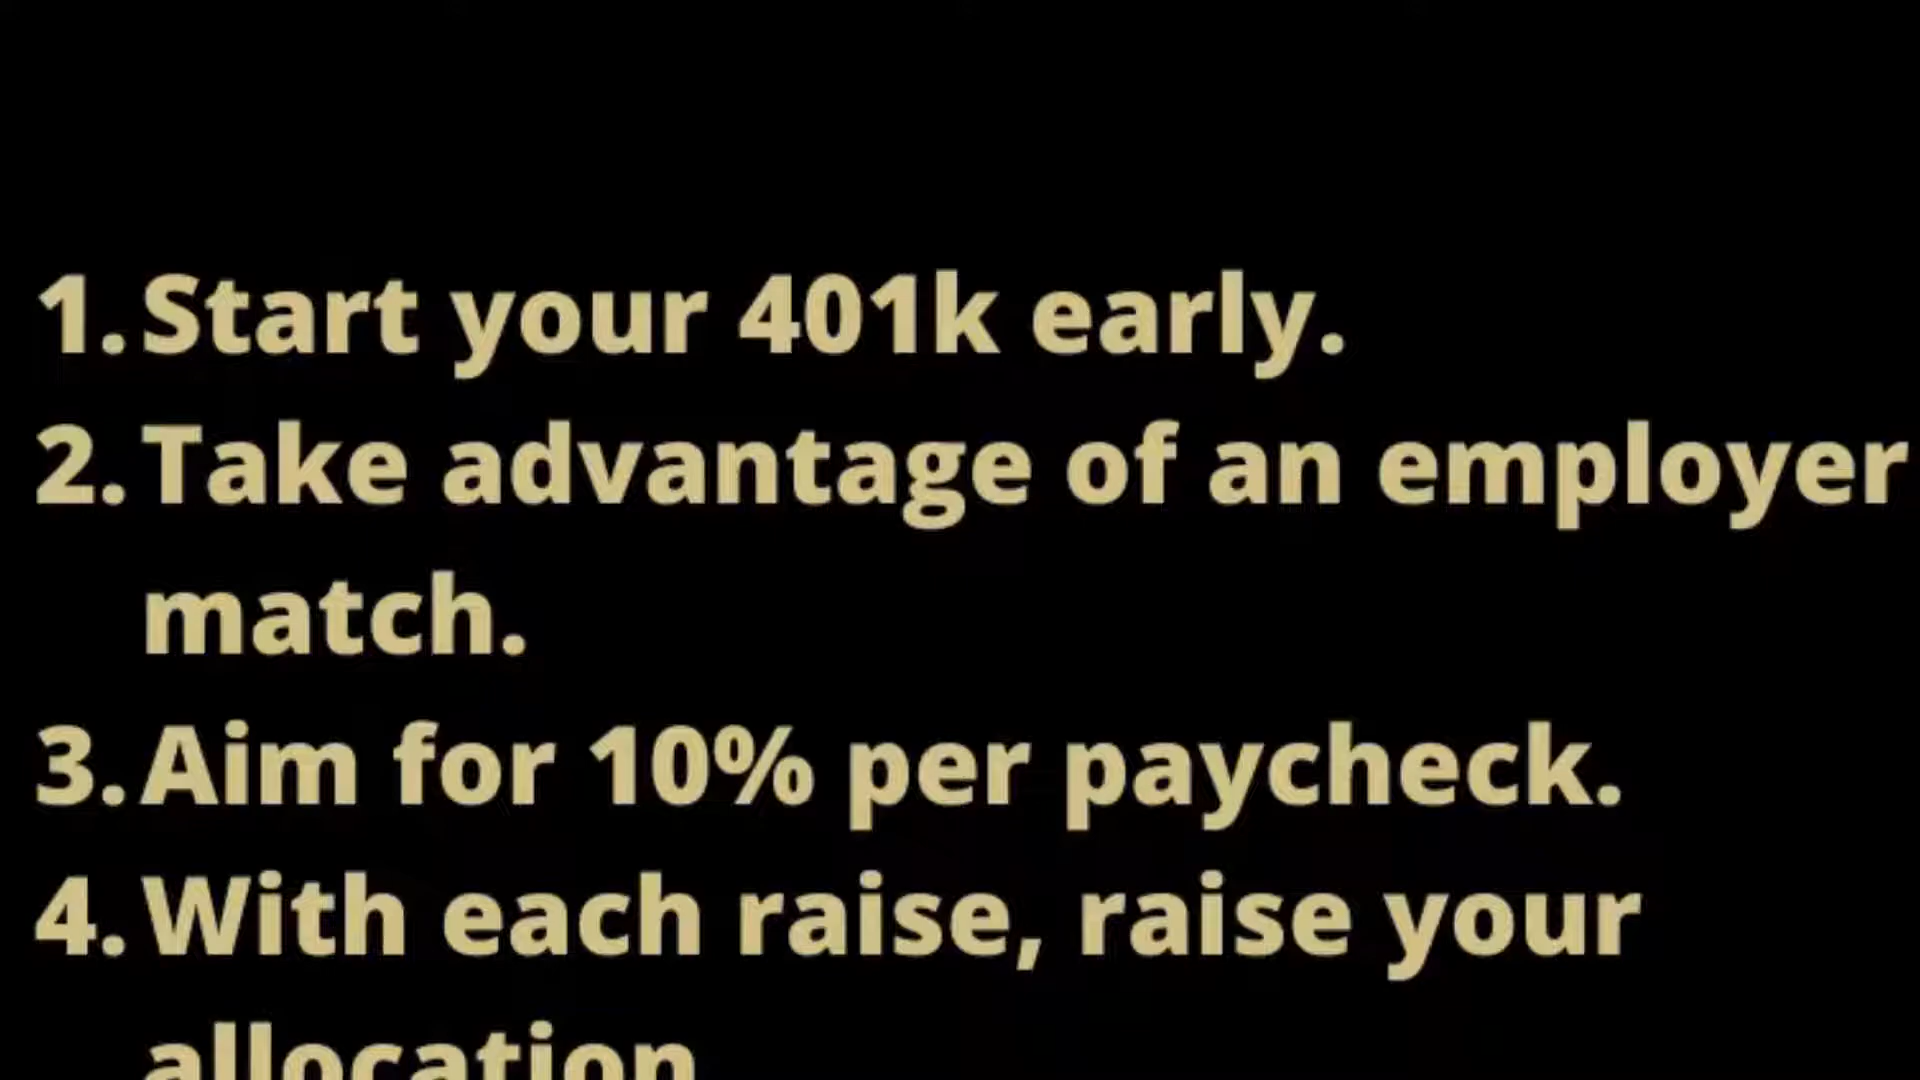 1. Start your 401k early.
2. Take advantage of an employer
match.
3. Aim for 10% per paycheck.
4. With each raise, raise your
allocation